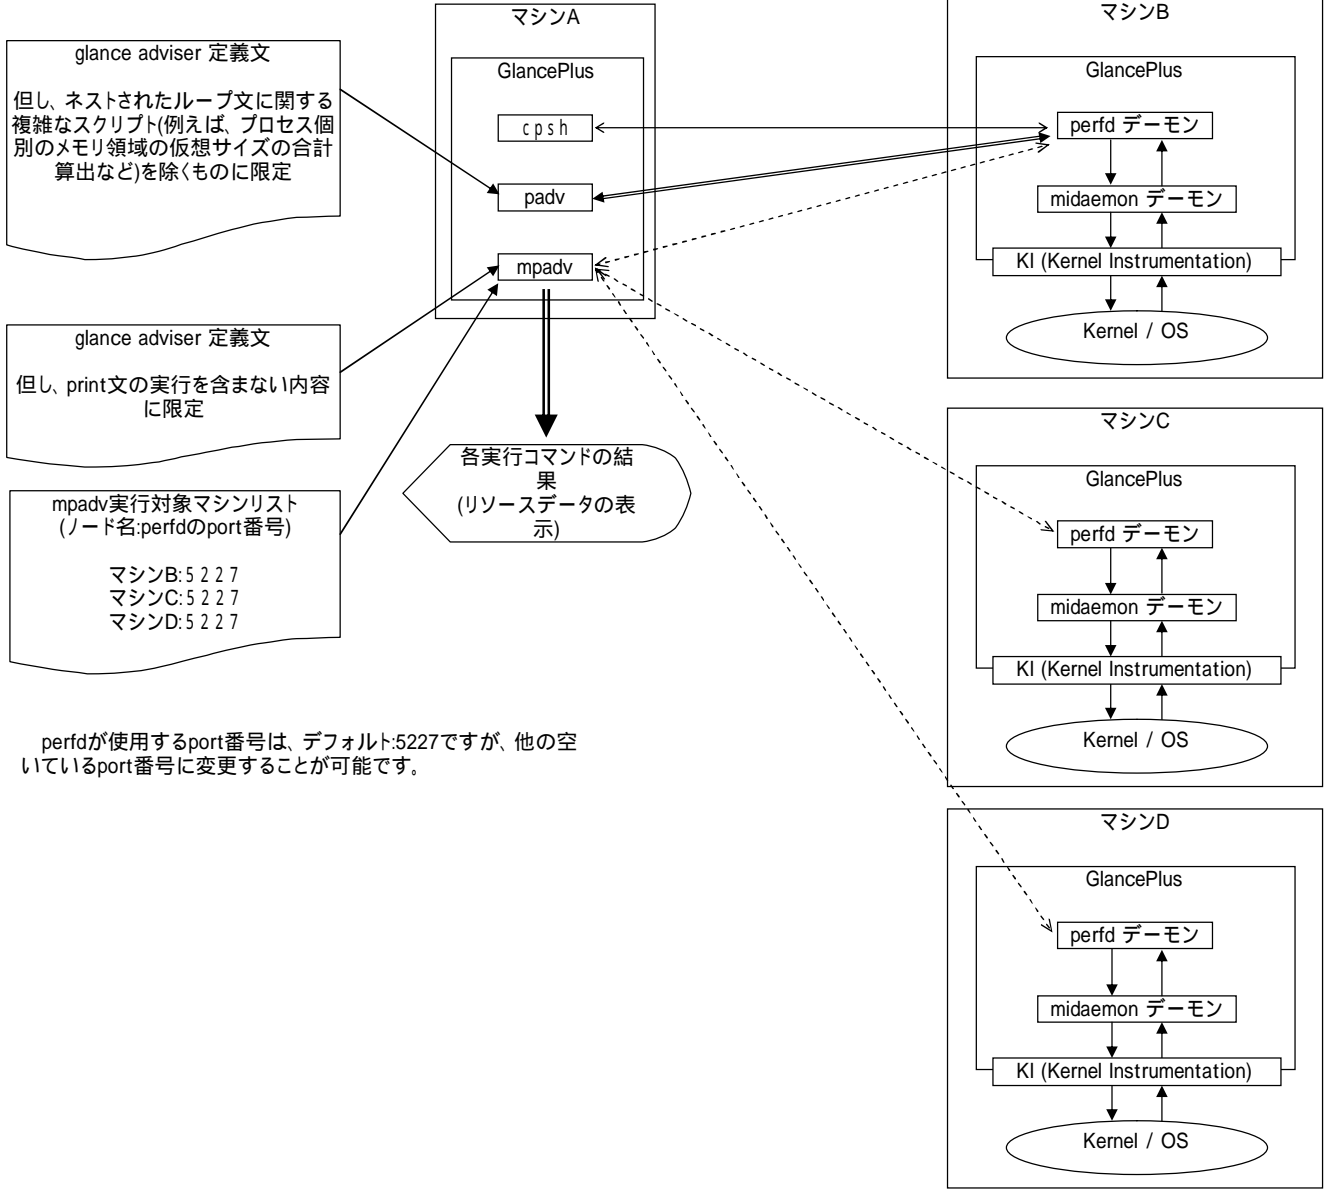 glance adviser 定義文
但し、ネストされたループ文に関する
複雑なスクリプト(例えば、プロセス個
別のメモリ領域の仮想サイズの合計
算出など)を除くものに限定
glance adviser 定義文
但し、print文の実行を含まない内容
に限定
mpadv実行対象マシンリスト
(ノード名:perfdのport番号)
マシンB:5227
マシンC:5227
マシンD:5227
perfdが使用するport番号は、デフォルト:5227ですが、他の空
いているport番号に変更することが可能です。
マシンA
GlancePlus
cpsh
padv
mpadv
各実行コマンドの結
果
(リソースデータの表
示)
マシンB
GlancePlus
perfd デーモン
midaemon デーモン
KI (Kernel Instrumentation)
Kernel / OS
マシンC
GlancePlus
perfd デーモン
midaemon デーモン
KI (Kernel Instrumentation)
Kernel / OS
マシンD
GlancePlus
perfd デーモン
midaemon デーモン
KI (Kernel Instrumentation)
Kernel / OS